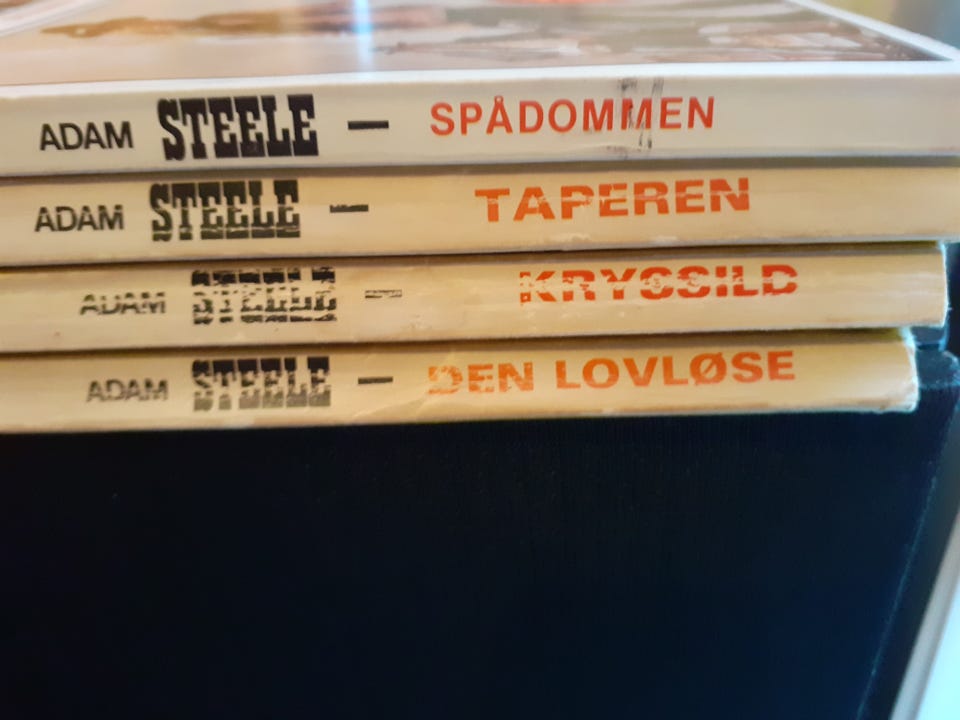 ADAM STEELE — SPÅDOMMEN
ADAM STEELE — TAPEREN
ADAM STEELE — KRYSSILD
ADAM STEELE — DEN LOVLØSE